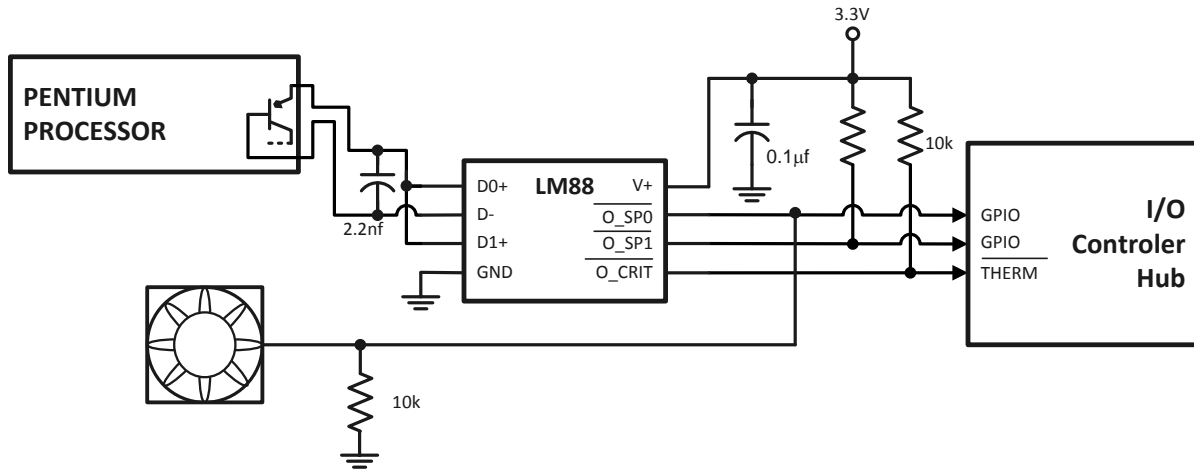 3.3V
PENTIUM
PROCESSOR
10k
0.1µf
LM88
D0+
V+
D-
O_SP0
D1+
O_SP1
GND
O_CRIT
2.2nf
GPIO
GPIO
THERM
I/O
Controler
Hub
10k